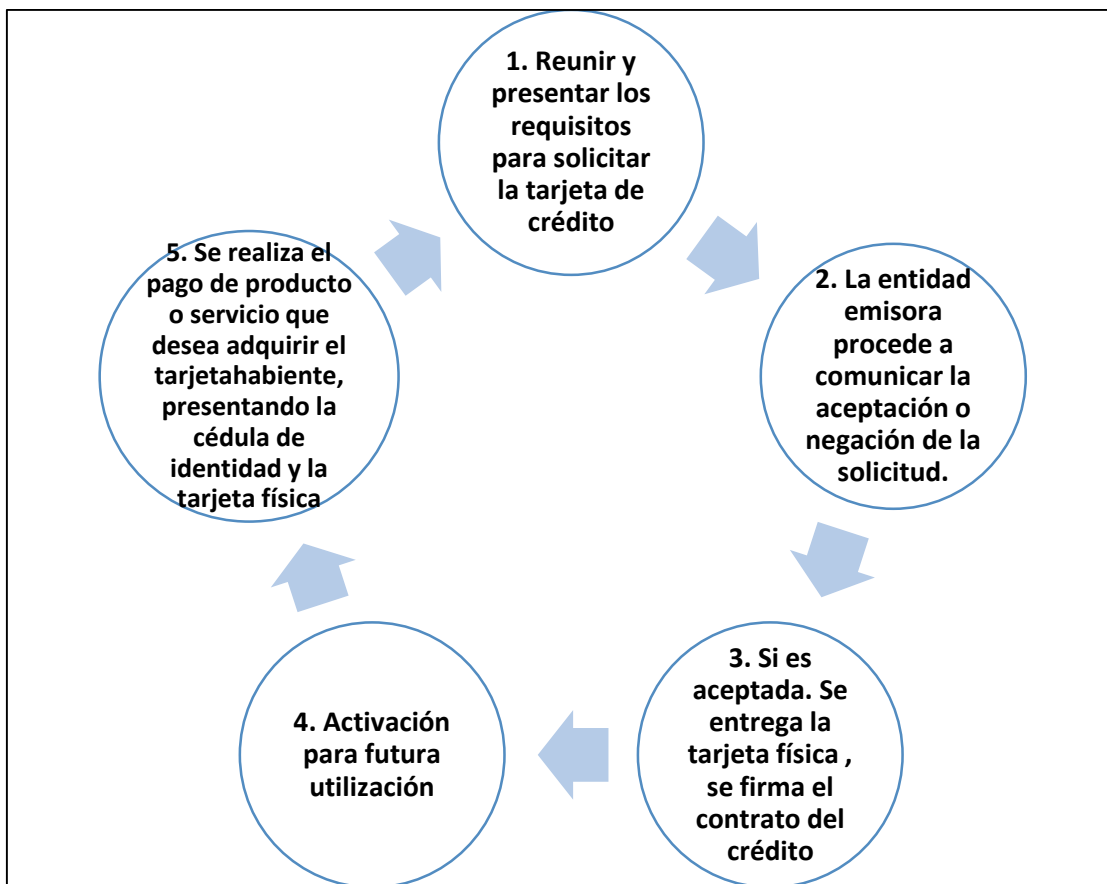 1. Reunir y
presentar los
requisitos
para solicitar
la tarjeta de
crédito
2. La entidad
emisora
procede a
comunicar la
aceptación o
negación de la
solicitud.
3. Si es
aceptada. Se
entrega la
tarjeta física ,
se firma el
contrato del
crédito
4. Activación
para futura
utilización
5. Se realiza el
pago de producto
o servicio que
desea adquirir el
tarjetahabiente,
presentando la
cédula de
identidad y la
tarjeta física